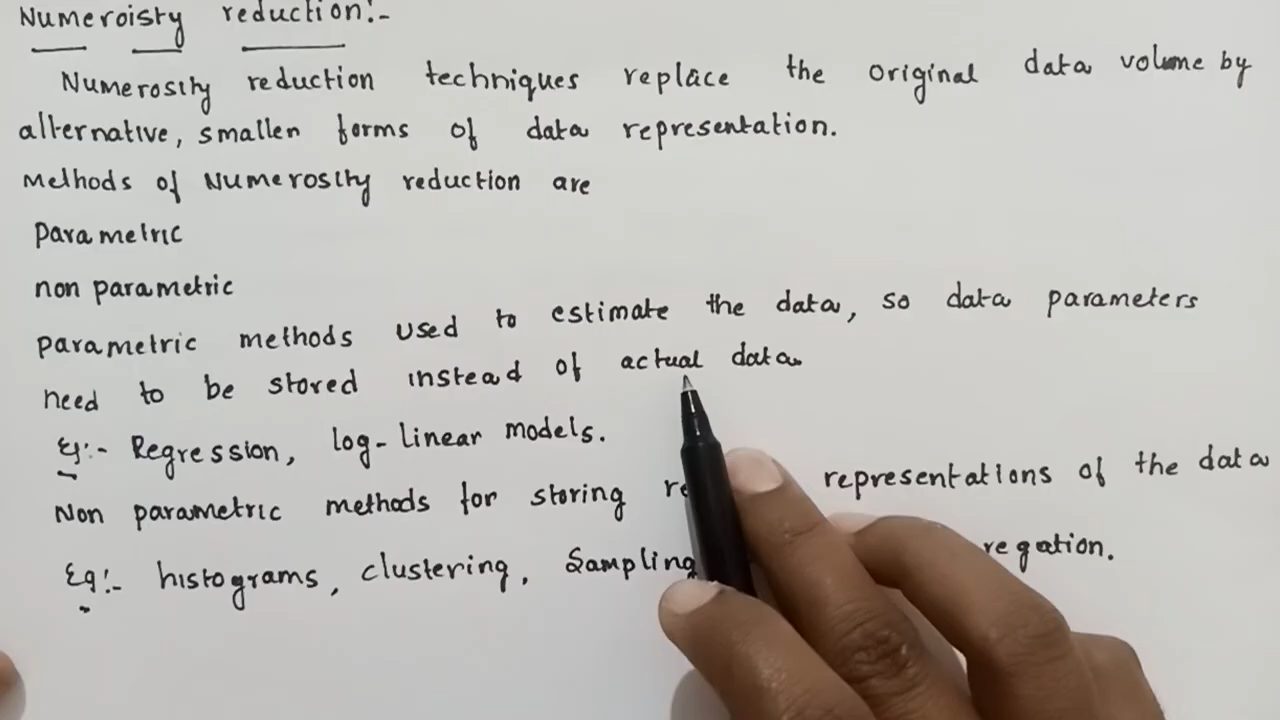 Numeroisty reduction:-
Numerosity reduction techniques replace the original data volume by
alternative, smaller forms of data representation.
Methods of Numerosity reduction are
Parametric
non parametric
parametric methods used to estimate the data, so data parameters
need to be stored instead of actual data
Eg:- Regression, log-linear models.
Non parametric methods for storing representations of the data
Eg:- histograms, clustering, Sampling